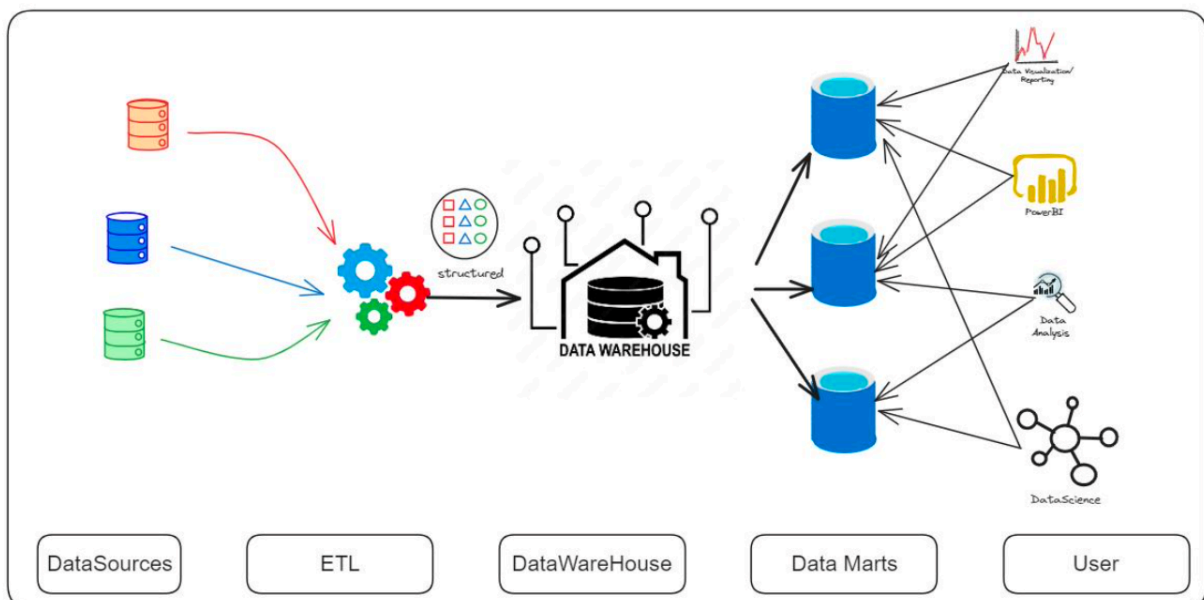 Data Visualization/
Reporting
PowerBI
structured
DATA WAREHOUSE
Data
Analysis
DataScience
DataSources
ETL
DataWareHouse
Data Marts
User